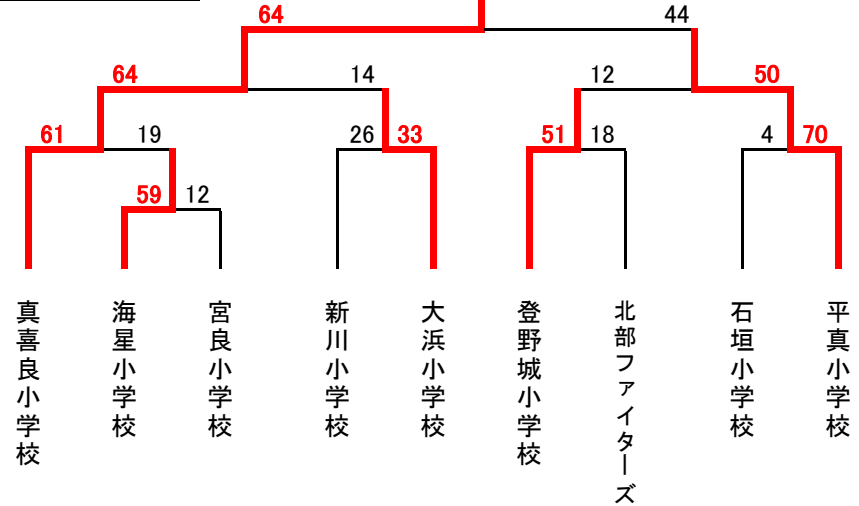 64
44
64
14
12
50
61
19
26
33
51
18
4
70
59
12
真喜良小学校
海星小学校
宮良小学校
新川小学校
大浜小学校
登野城小学校
北部ファイターズ
石垣小学校
平真小学校